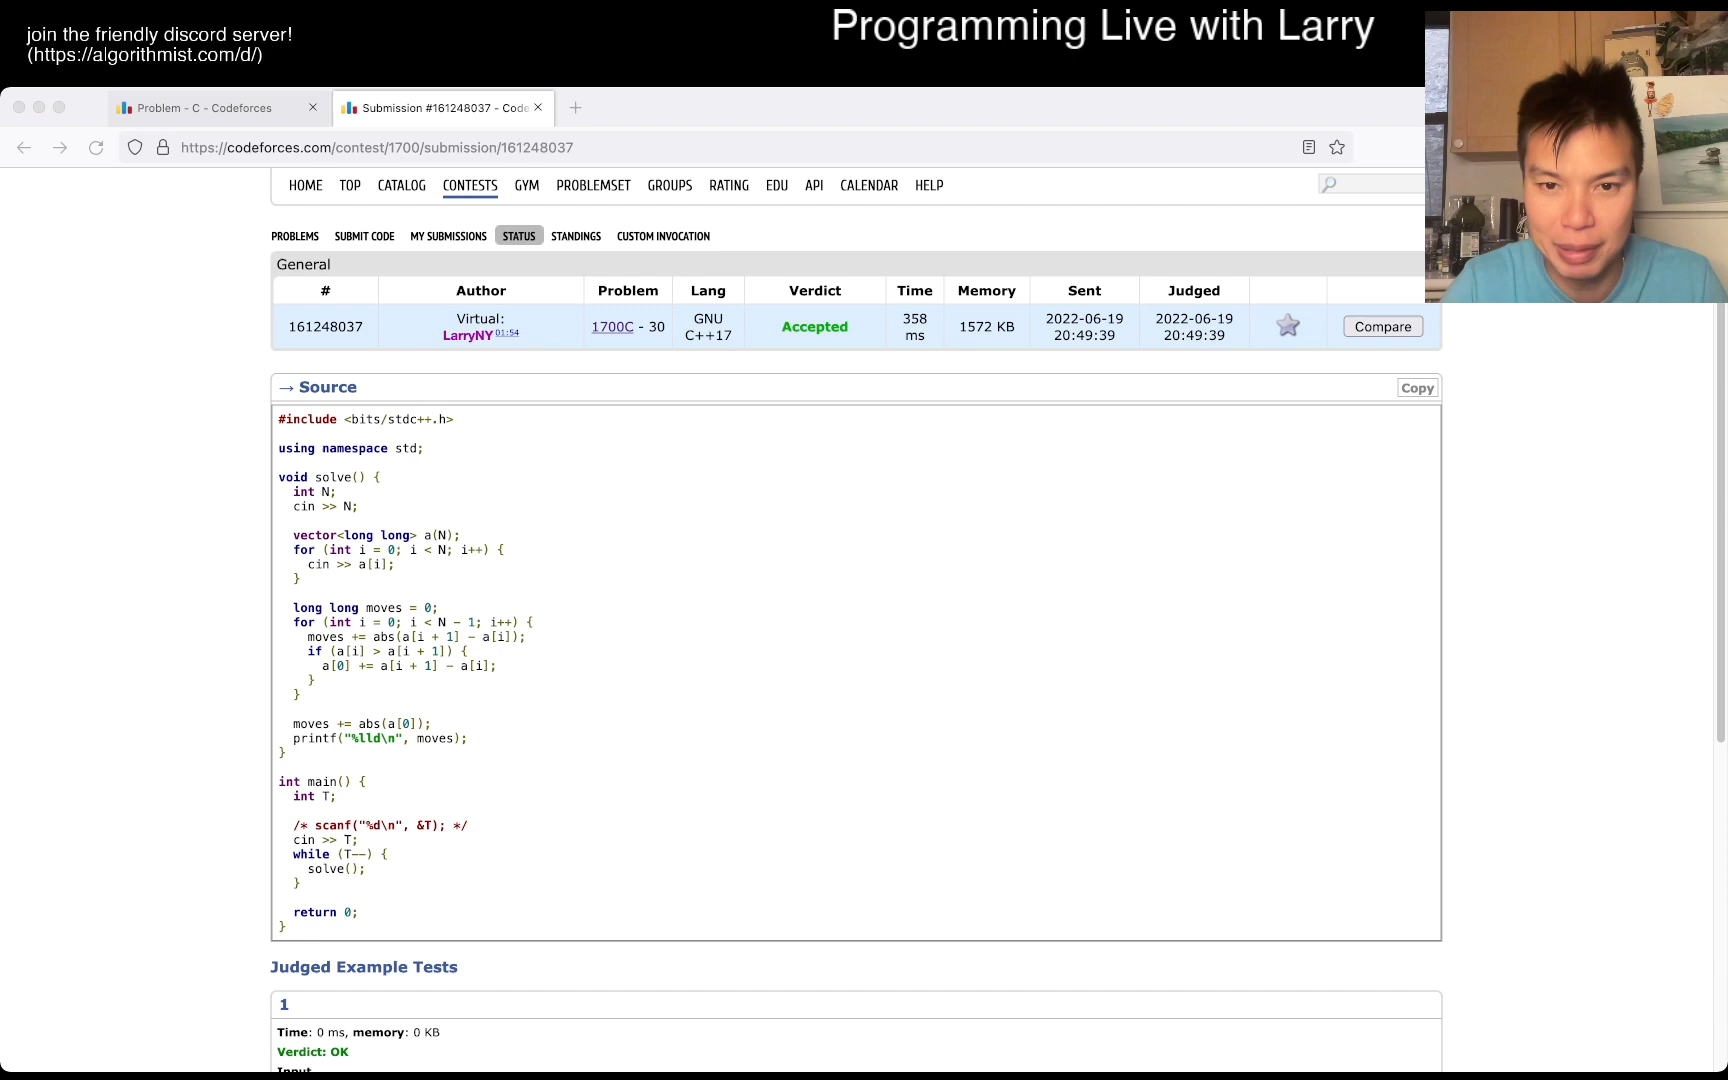 join the friendly discord server!
(https://algorithmist.com/d/)
Programming Live with Larry
Problem - C - Codeforces
Submission #161248037 - Code
https://codeforces.com/contest/1700/submission/161248037
HOME TOP CATALOG CONTESTS GYM PROBLEMSET GROUPS RATING EDU API CALENDAR HELP
PROBLEMS SUBMIT CODE MY SUBMISSIONS STATUS STANDINGS CUSTOM INVOCATION
General
# Author Problem Lang Verdict Time Memory Sent Judged
161248037 Virtual: LarryNY 01:54 1700C - 30 GNU C++17 Accepted 358 ms 1572 KB 2022-06-19 20:49:39 2022-06-19 20:49:39 Compare
→ Source
Copy
#include <bits/stdc++.h>
using namespace std;
void solve() {
int N;
cin >> N;
vector<long long> a(N);
for (int i = 0; i < N; i++) {
cin >> a[i];
}
long long moves = 0;
for (int i = 0; i < N - 1; i++) {
moves += abs(a[i + 1] - a[i]);
if (a[i] > a[i + 1]) {
a[0] += a[i + 1] - a[i];
}
}
moves += abs(a[0]);
printf("%lld\n", moves);
}
int main() {
int T;
/* scanf("%d\n", &T); */
cin >> T;
while (T--) {
solve();
}
return 0;
}
Judged Example Tests
1
Time: 0 ms, memory: 0 KB
Verdict: OK
Input